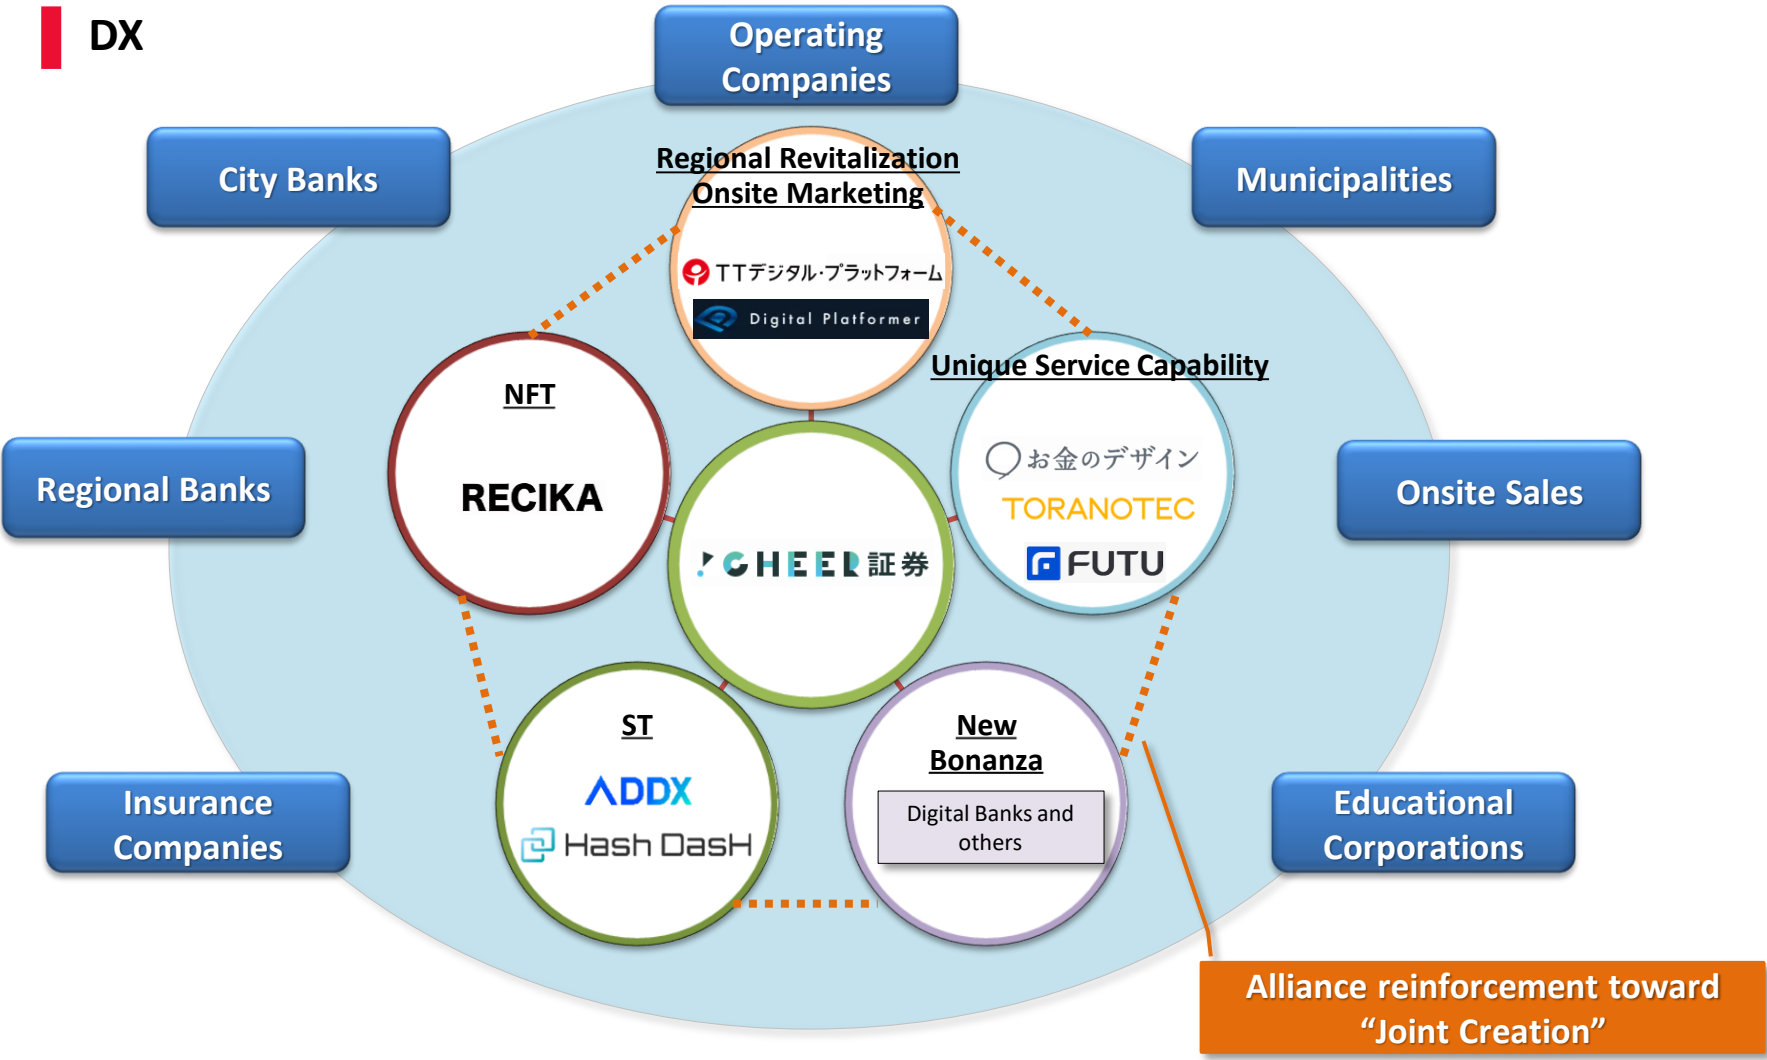 DX
Operating
Companies
City Banks
Municipalities
Regional Revitalization
Onsite Marketing
TTデジタル・プラットフォーム
Digital Platformer
NFT
RECIKA
Unique Service Capability
お金のデザイン
TORANOTEC
FUTU
Regional Banks
Onsite Sales
CHEER証券
ST
ADDX
Hash DasH
New
Bonanza
Digital Banks and
others
Insurance
Companies
Educational
Corporations
Alliance reinforcement toward
“Joint Creation”